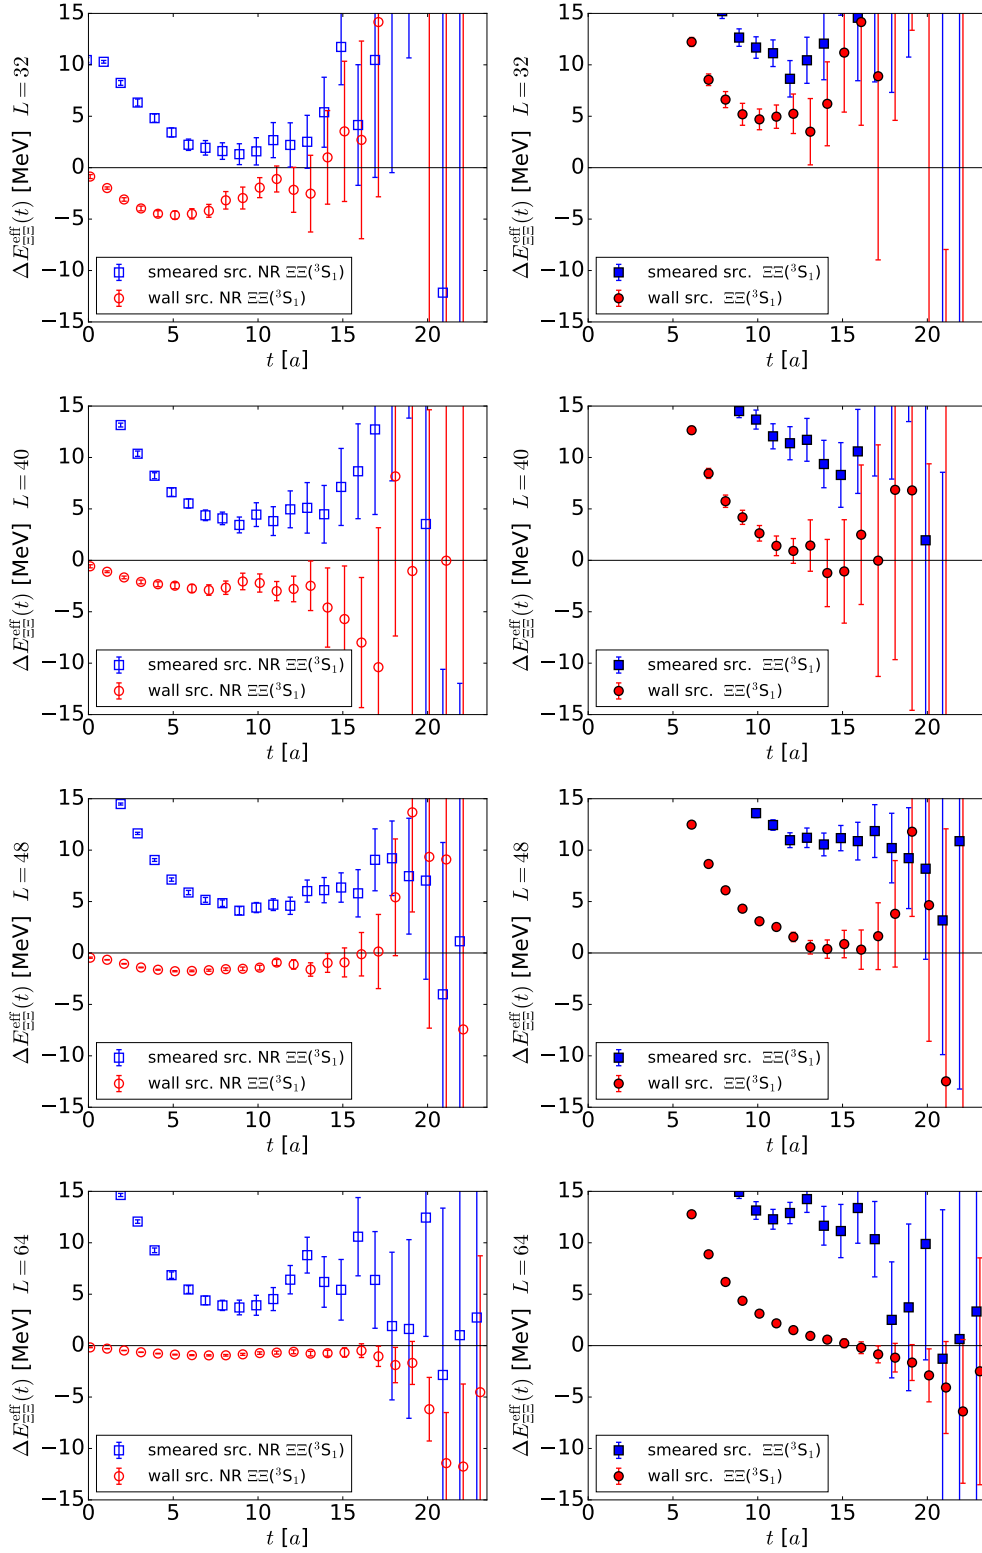 15
10
5
0
−5
−10
−15
0 5 10 15 20
t [a]
ΔE^eff_ΞΞ(t) [MeV] L = 32
smeared src. NR ΞΞ(³S₁)
wall src. NR ΞΞ(³S₁)
15
10
5
0
−5
−10
−15
0 5 10 15 20
t [a]
ΔE^eff_ΞΞ(t) [MeV] L = 32
smeared src. ΞΞ(³S₁)
wall src. ΞΞ(³S₁)
15
10
5
0
−5
−10
−15
0 5 10 15 20
t [a]
ΔE^eff_ΞΞ(t) [MeV] L = 40
smeared src. NR ΞΞ(³S₁)
wall src. NR ΞΞ(³S₁)
15
10
5
0
−5
−10
−15
0 5 10 15 20
t [a]
ΔE^eff_ΞΞ(t) [MeV] L = 40
smeared src. ΞΞ(³S₁)
wall src. ΞΞ(³S₁)
15
10
5
0
−5
−10
−15
0 5 10 15 20
t [a]
ΔE^eff_ΞΞ(t) [MeV] L = 48
smeared src. NR ΞΞ(³S₁)
wall src. NR ΞΞ(³S₁)
15
10
5
0
−5
−10
−15
0 5 10 15 20
t [a]
ΔE^eff_ΞΞ(t) [MeV] L = 48
smeared src. ΞΞ(³S₁)
wall src. ΞΞ(³S₁)
15
10
5
0
−5
−10
−15
0 5 10 15 20
t [a]
ΔE^eff_ΞΞ(t) [MeV] L = 64
smeared src. NR ΞΞ(³S₁)
wall src. NR ΞΞ(³S₁)
15
10
5
0
−5
−10
−15
0 5 10 15 20
t [a]
ΔE^eff_ΞΞ(t) [MeV] L = 64
smeared src. ΞΞ(³S₁)
wall src. ΞΞ(³S₁)